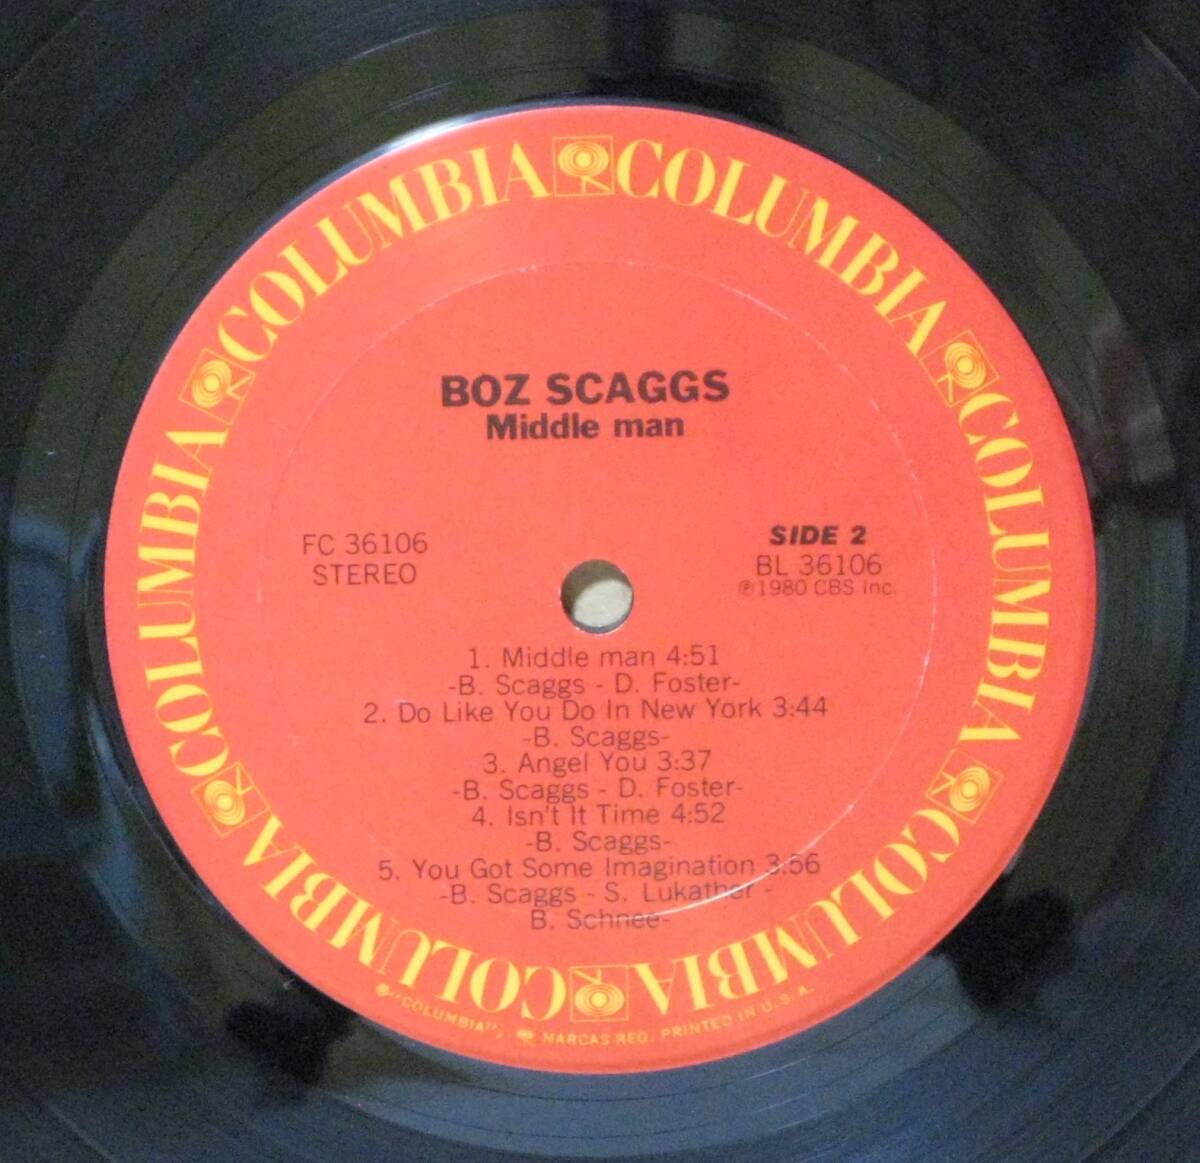 COLUMBIA COLUMBIA COLUMBIA COLUMBIA COLUMBIA COLUMBIA COLUMBIA
BOZ SCAGGS
Middle man
FC 36106
STEREO
SIDE 2
BL 36106
℗1980 CBS Inc.
1. Middle man 4:51
-B. Scaggs - D. Foster-
2. Do Like You Do In New York 3:44
-B. Scaggs-
3. Angel You 3:37
-B. Scaggs - D. Foster-
4. Isn't It Time 4:52
-B. Scaggs-
5. You Got Some Imagination 3:56
-B. Scaggs - S. Lukather -
B. Schnee-
℗"COLUMBIA", MARCAS REG. PRINTED IN U.S.A.